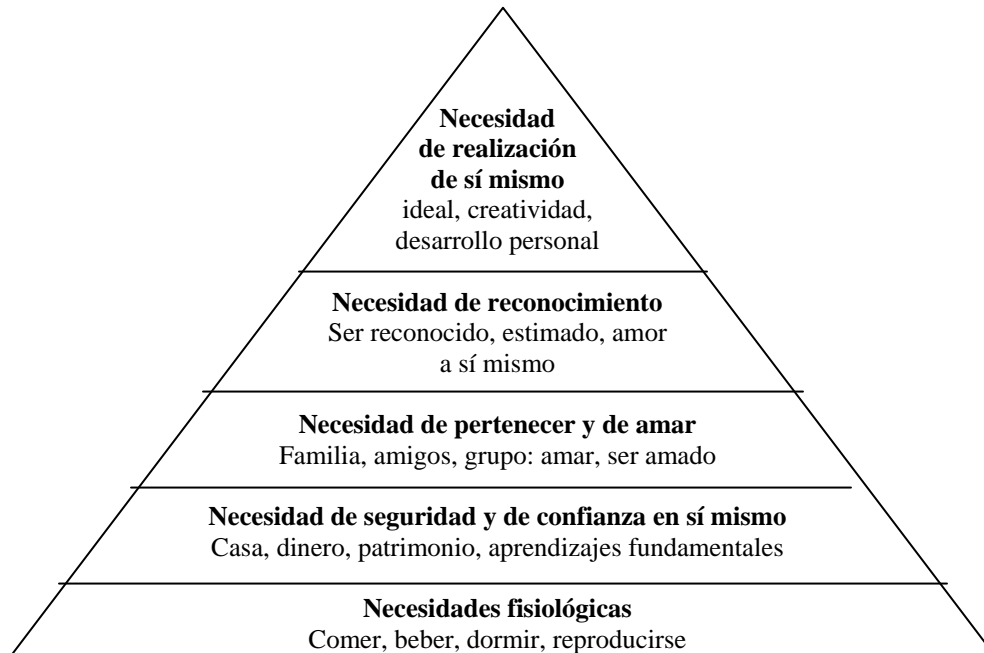 Necesidad
de realización
de sí mismo
ideal, creatividad,
desarrollo personal
Necesidad de reconocimiento
Ser reconocido, estimado, amor
a sí mismo
Necesidad de pertenecer y de amar
Familia, amigos, grupo: amar, ser amado
Necesidad de seguridad y de confianza en sí mismo
Casa, dinero, patrimonio, aprendizajes fundamentales
Necesidades fisiológicas
Comer, beber, dormir, reproducirse